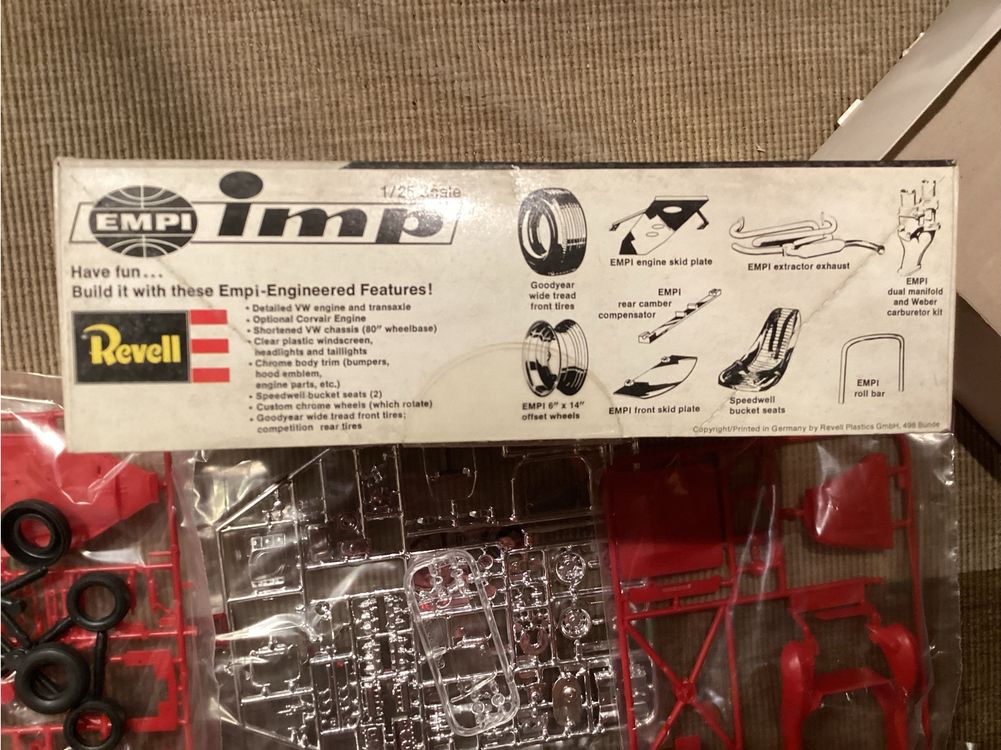 1/25 Scale
EMPI
imp
Have fun...
Build it with these Empi-Engineered Features!
Revell
• Detailed VW engine and transaxle
• Optional Corvair Engine
• Shortened VW chassis (80" wheelbase)
• Clear plastic windscreen,
headlights and taillights
• Chrome body trim (bumpers,
hood emblem,
engine parts, etc.)
• Speedwell bucket seats (2)
• Custom chrome wheels (which rotate)
• Goodyear wide tread front tires;
competition rear tires
Goodyear
wide tread
front tires
EMPI engine skid plate
EMPI extractor exhaust
EMPI
dual manifold
and Weber
carburetor kit
EMPI
rear camber
compensator
EMPI 6" x 14"
offset wheels
EMPI front skid plate
Speedwell
bucket seats
EMPI
roll bar
Copyright/Printed in Germany by Revell Plastics GmbH, 498 Bünde